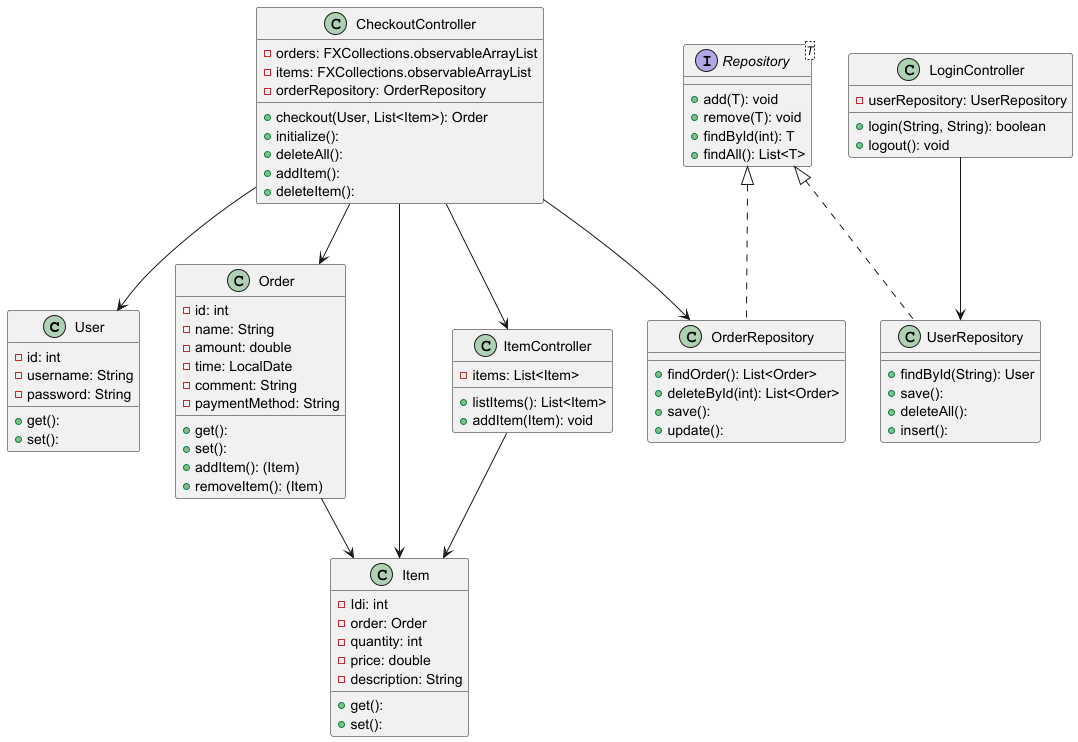 C CheckoutController
orders: FXCollections.observableArrayList
items: FXCollections.observableArrayList
orderRepository: OrderRepository
checkout(User, List<Item>): Order
initialize():
deleteAll():
addItem():
deleteItem():
I Repository
T
add(T): void
remove(T): void
findById(int): T
findAll(): List<T>
C LoginController
userRepository: UserRepository
login(String, String): boolean
logout(): void
C User
id: int
username: String
password: String
get():
set():
C Order
id: int
name: String
amount: double
time: LocalDate
comment: String
paymentMethod: String
get():
set():
addItem(): (Item)
removeItem(): (Item)
C ItemController
items: List<Item>
listItems(): List<Item>
addItem(Item): void
C OrderRepository
findOrder(): List<Order>
deleteById(int): List<Order>
save():
update():
C UserRepository
findById(String): User
save():
deleteAll():
insert():
C Item
Idi: int
order: Order
quantity: int
price: double
description: String
get():
set():